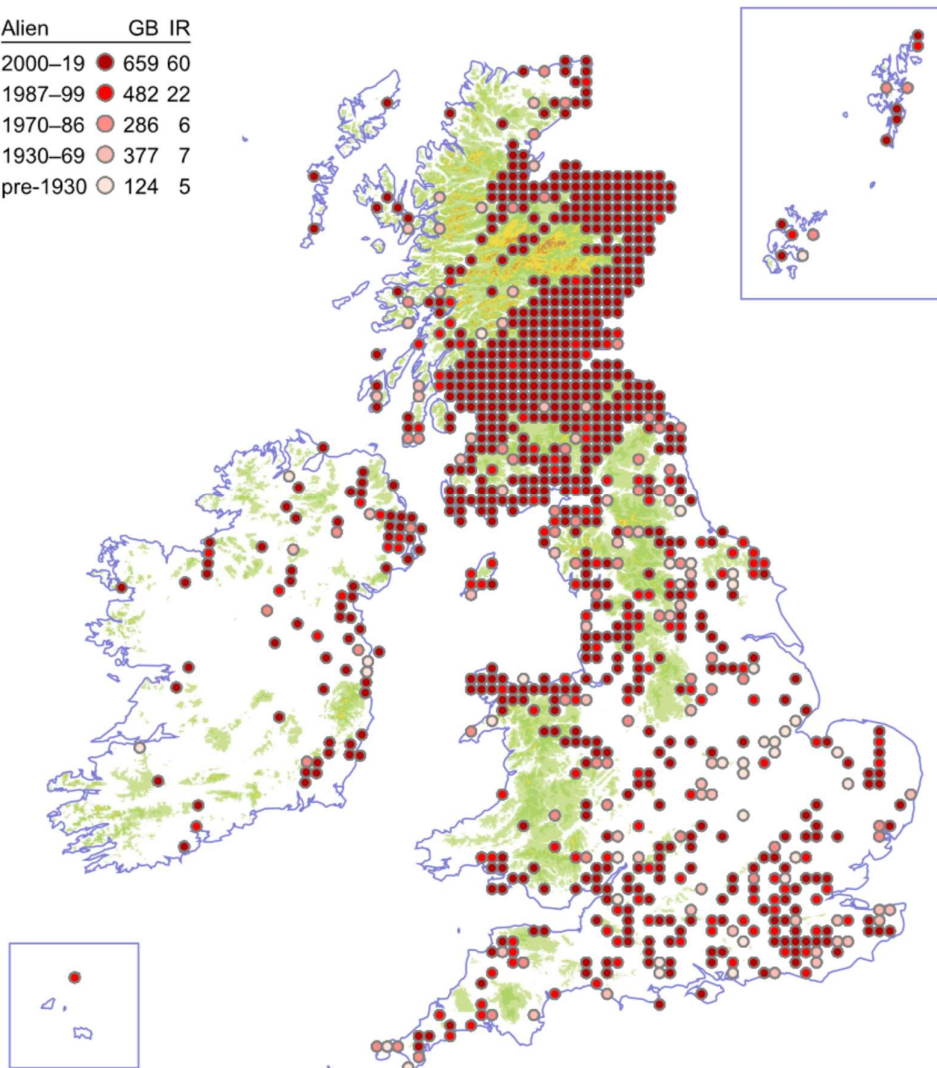 Alien GB IR
2000–19 659 60
1987–99 482 22
1970–86 286 6
1930–69 377 7
pre-1930 124 5